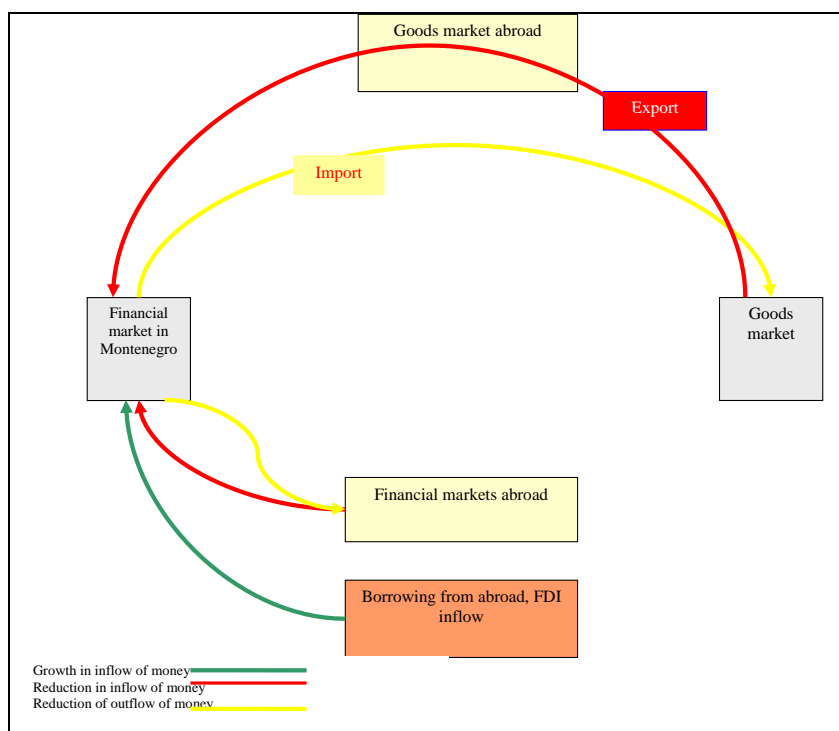 Goods market abroad
Export
Import
Financial
market in
Montenegro
Goods
market
Financial markets abroad
Borrowing from abroad, FDI
inflow
Growth in inflow of money
Reduction in inflow of money
Reduction of outflow of money